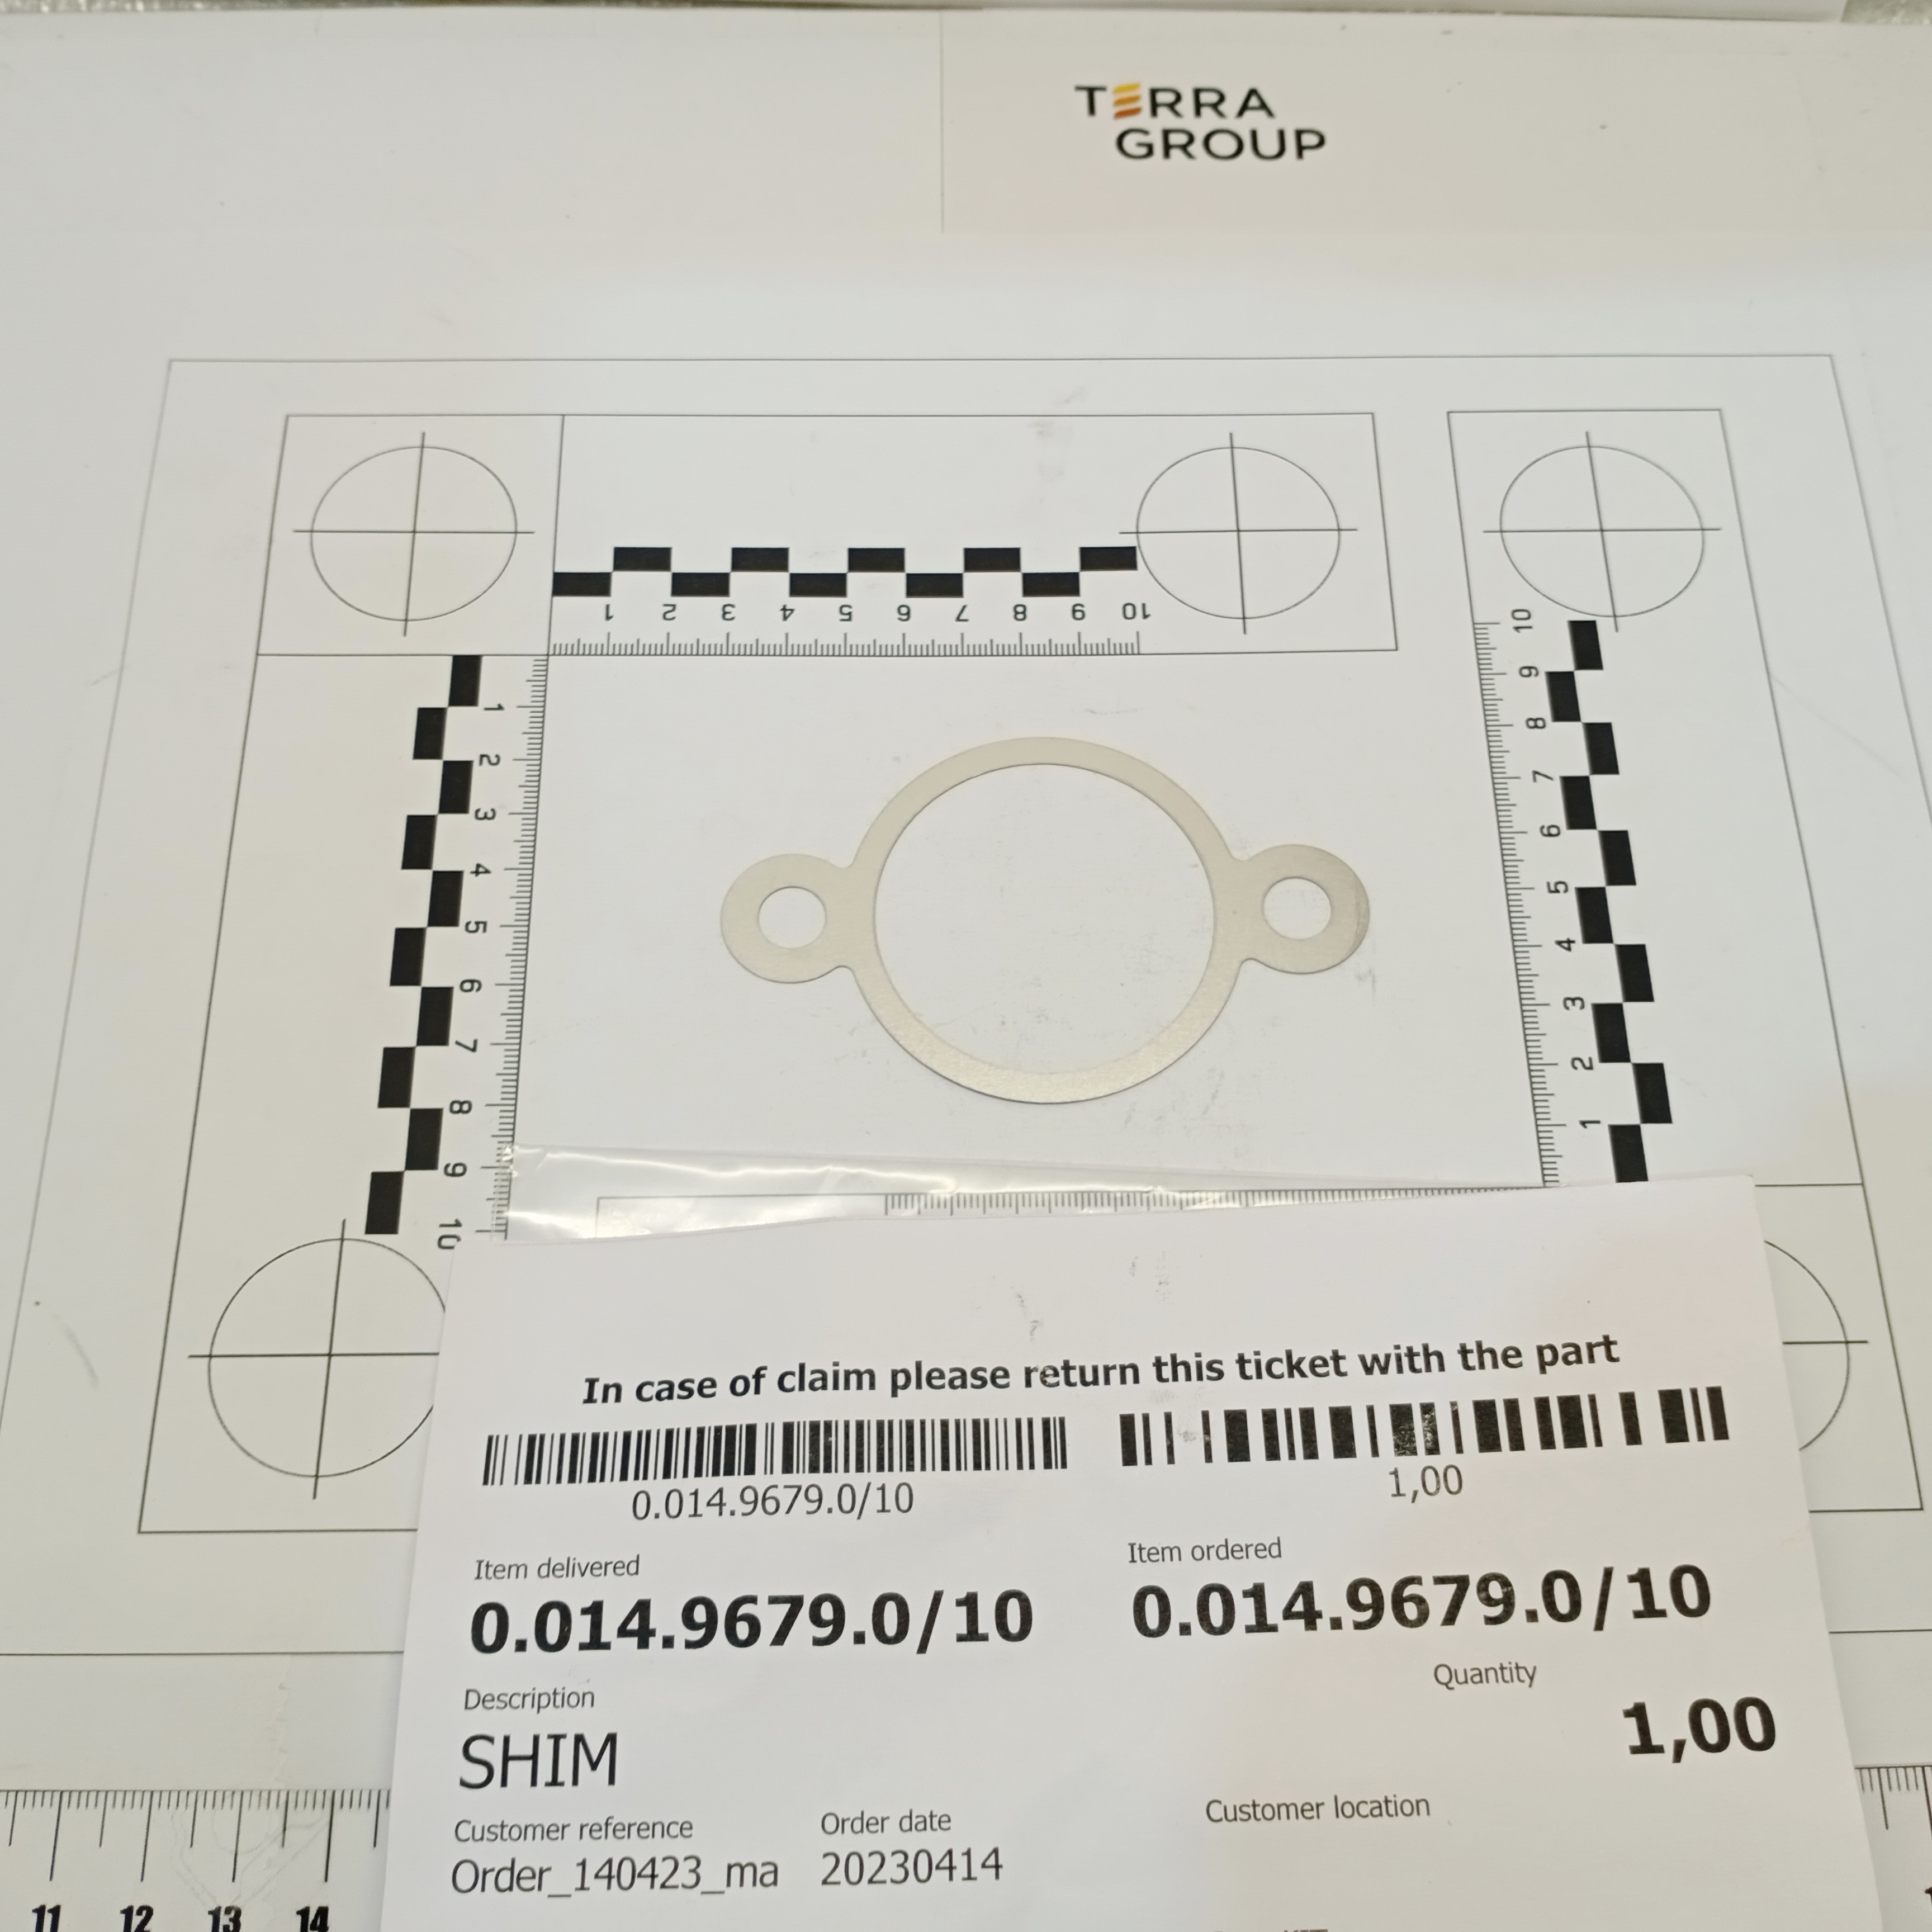 TERRA
GROUP
1 2 3 4 5 6 7 8 9 10
1
2
3
4
5
6
7
8
9
10
10
9
8
7
6
5
4
3
2
1
In case of claim please return this ticket with the part
0.014.9679.0/10
1,00
Item delivered
Item ordered
0.014.9679.0/10
0.014.9679.0/10
Description
Quantity
SHIM
1,00
Customer reference
Order date
Customer location
Order_140423_ma
20230414
11 12 13 14